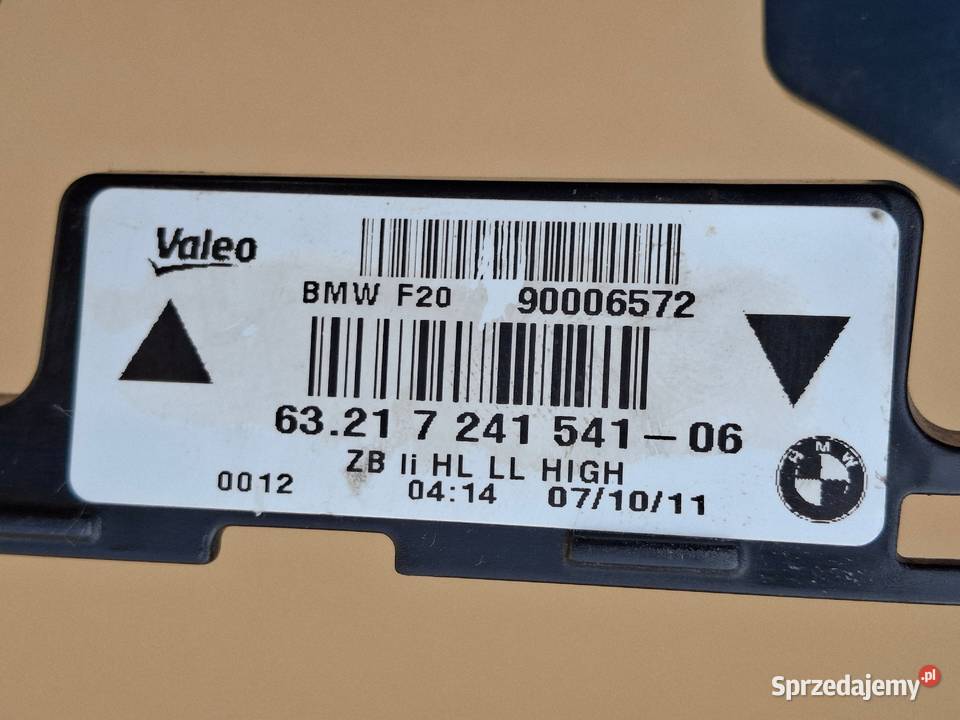 Valeo
BMW F20 90006572
63.21 7 241 541-06
ZB li HL LL HIGH
0012 04:14 07/10/11
BMW
Sprzedajemy.pl